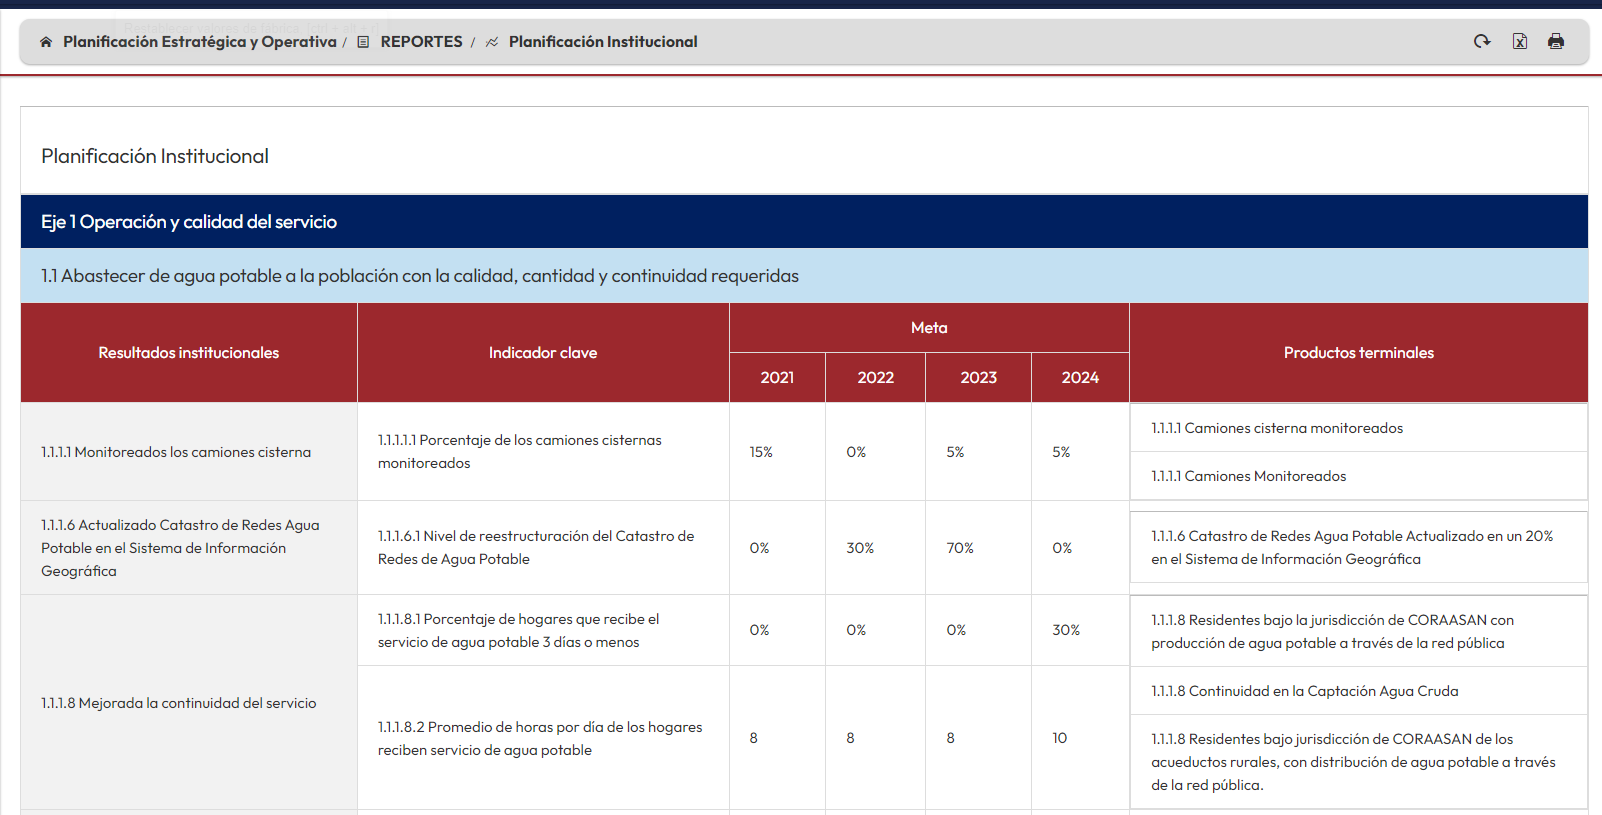 Planificación Estratégica y Operativa / REPORTES / Planificación Institucional
Planificación Institucional
Eje 1 Operación y calidad del servicio
1.1 Abastecer de agua potable a la población con la calidad, cantidad y continuidad requeridas
Resultados institucionales
Indicador clave
Meta
2021
2022
2023
2024
Productos terminales
1.1.1.1 Monitoreados los camiones cisterna
1.1.1.1.1 Porcentaje de los camiones cisternas
monitoreados
15%
0%
5%
5%
1.1.1.1 Camiones cisterna monitoreados
1.1.1.1 Camiones Monitoreados
1.1.1.6 Actualizado Catastro de Redes Agua
Potable en el Sistema de Información
Geográfica
1.1.1.6.1 Nivel de reestructuración del Catastro de
Redes de Agua Potable
0%
30%
70%
0%
1.1.1.6 Catastro de Redes Agua Potable Actualizado en un 20%
en el Sistema de Información Geográfica
1.1.1.8 Mejorada la continuidad del servicio
1.1.1.8.1 Porcentaje de hogares que recibe el
servicio de agua potable 3 días o menos
0%
0%
0%
30%
1.1.1.8.2 Promedio de horas por día de los hogares
reciben servicio de agua potable
8
8
8
10
1.1.1.8 Residentes bajo la jurisdicción de CORAASAN con
producción de agua potable a través de la red pública
1.1.1.8 Continuidad en la Captación Agua Cruda
1.1.1.8 Residentes bajo jurisdicción de CORAASAN de los
acueductos rurales, con distribución de agua potable a través
de la red pública.